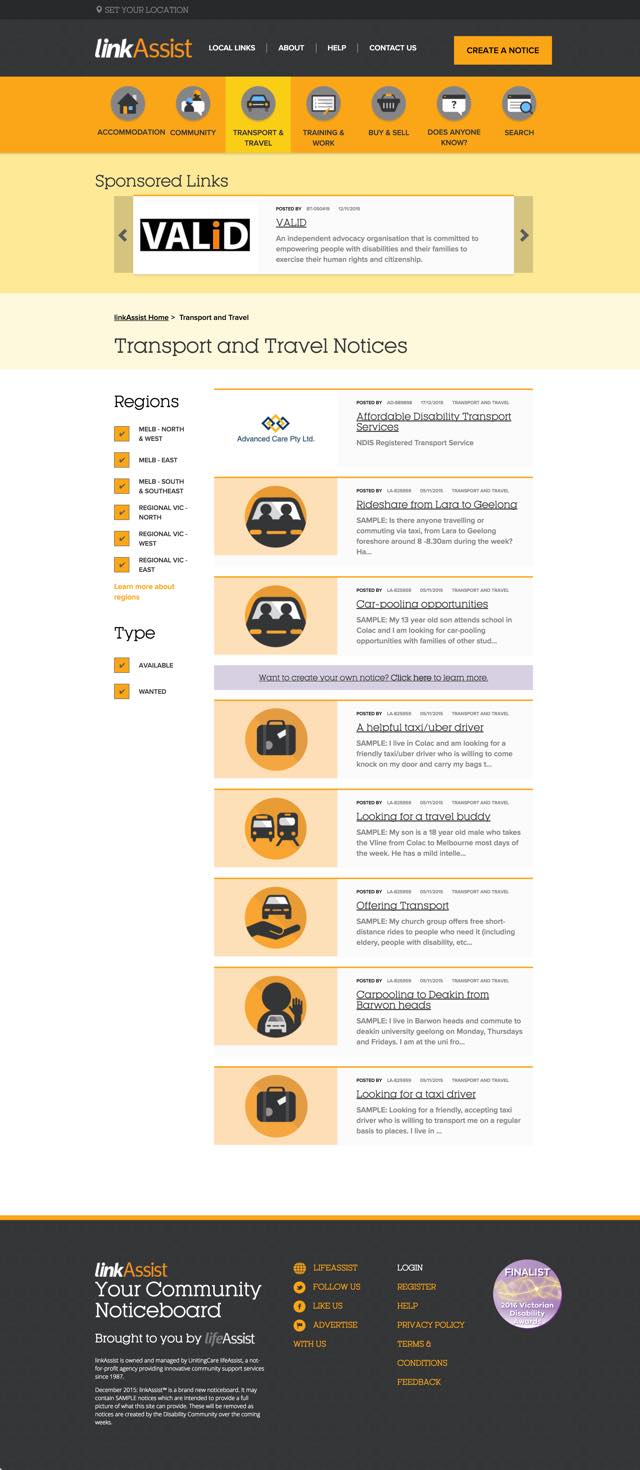 SET YOUR LOCATION
linkAssist
LOCAL LINKS
ABOUT
HELP
CONTACT US
CREATE A NOTICE
ACCOMMODATION
COMMUNITY
TRANSPORT &
TRAVEL
TRAINING &
WORK
BUY & SELL
DOES ANYONE
KNOW?
SEARCH
Sponsored Links
VALiD
POSTED BY BT-050419 12/11/2015
VALID
An independent advocacy organisation that is committed to
empowering people with disabilities and their families to
exercise their human rights and citizenship.
linkAssist Home > Transport and Travel
Transport and Travel Notices
Regions
MELB - NORTH
& WEST
MELB - EAST
MELB - SOUTH
& SOUTHEAST
REGIONAL VIC -
NORTH
REGIONAL VIC -
WEST
REGIONAL VIC -
EAST
Learn more about
regions
Type
AVAILABLE
WANTED
Advanced Care Pty Ltd.
POSTED BY AD-989898 17/12/2015 TRANSPORT AND TRAVEL
Affordable Disability Transport
Services
NDIS Registered Transport Service
POSTED BY LA-825959 05/11/2015 TRANSPORT AND TRAVEL
Rideshare from Lara to Geelong
SAMPLE: Is there anyone travelling or
commuting via taxi, from Lara to Geelong
foreshore around 8 -8.30am during the week?
Ha...
POSTED BY LA-825959 05/11/2015 TRANSPORT AND TRAVEL
Car-pooling opportunities
SAMPLE: My 13 year old son attends school in
Colac and I am looking for car-pooling
opportunities with families of other stud...
Want to create your own notice? Click here to learn more.
POSTED BY LA-825959 05/11/2015 TRANSPORT AND TRAVEL
A helpful taxi/uber driver
SAMPLE: I live in Colac and am looking for a
friendly taxi/uber driver who is willing to come
knock on my door and carry my bags t...
POSTED BY LA-825959 05/11/2015 TRANSPORT AND TRAVEL
Looking for a travel buddy
SAMPLE: My son is a 18 year old male who takes
the Vline from Colac to Melbourne most days of
the week. He has a mild intelle...
POSTED BY LA-825959 05/11/2015 TRANSPORT AND TRAVEL
Offering Transport
SAMPLE: My church group offers free short-
distance rides to people who need it (including
eldery, people with disability, etc...
POSTED BY LA-825959 05/11/2015 TRANSPORT AND TRAVEL
Carpooling to Deakin from
Barwon heads
SAMPLE: I live in Barwon heads and commute to
deakin university geelong on Monday, Thursdays
and Fridays. I am at the uni fro...
POSTED BY LA-825959 05/11/2015 TRANSPORT AND TRAVEL
Looking for a taxi driver
SAMPLE: Looking for a friendly, accepting taxi
driver who is willing to transport me on a regular
basis to places. I live in ...
linkAssist
Your Community
Noticeboard
Brought to you by lifeAssist
linkAssist is owned and managed by UnitingCare lifeAssist, a not-
for-profit agency providing innovative community support services
since 1987.
December 2015: linkAssist™ is a brand new noticeboard. It may
contain SAMPLE notices which are intended to provide a full
picture of what this site can provide. These will be removed as
notices are created by the Disability Community over the coming
weeks.
LIFEASSIST
FOLLOW US
LIKE US
ADVERTISE
WITH US
LOGIN
REGISTER
HELP
PRIVACY POLICY
TERMS &
CONDITIONS
FEEDBACK
FINALIST
2016 Victorian
Disability
Awards